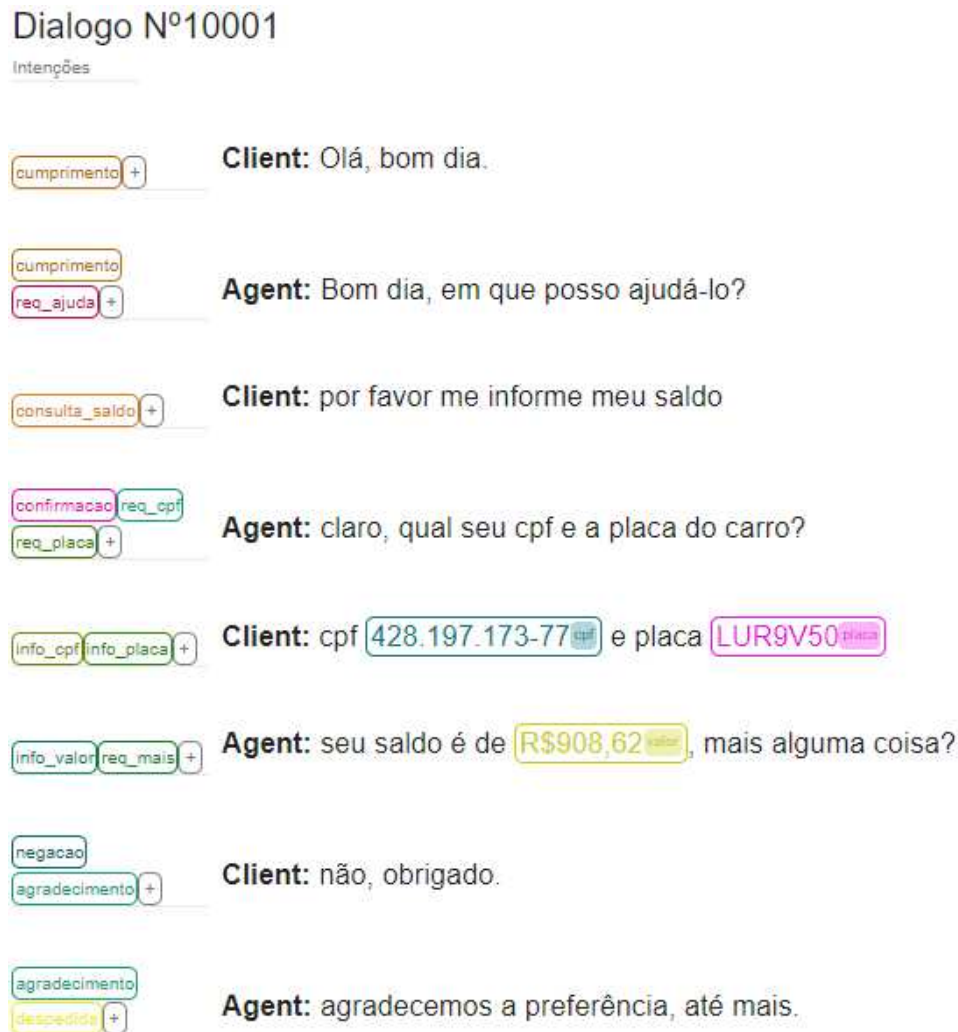 Dialogo Nº10001
Intenções
cumprimento +
Client: Olá, bom dia.
cumprimento
req_ajuda +
Agent: Bom dia, em que posso ajudá-lo?
consulta_saldo +
Client: por favor me informe meu saldo
confirmacao req_cpf
req_placa +
Agent: claro, qual seu cpf e a placa do carro?
info_cpf info_placa +
Client: cpf 428.197.173-77 cpf e placa LUR9V50 placa
info_valor req_mais +
Agent: seu saldo é de R$908,62 valor, mais alguma coisa?
negacao
agradecimento +
Client: não, obrigado.
agradecimento
despedida +
Agent: agradecemos a preferência, até mais.